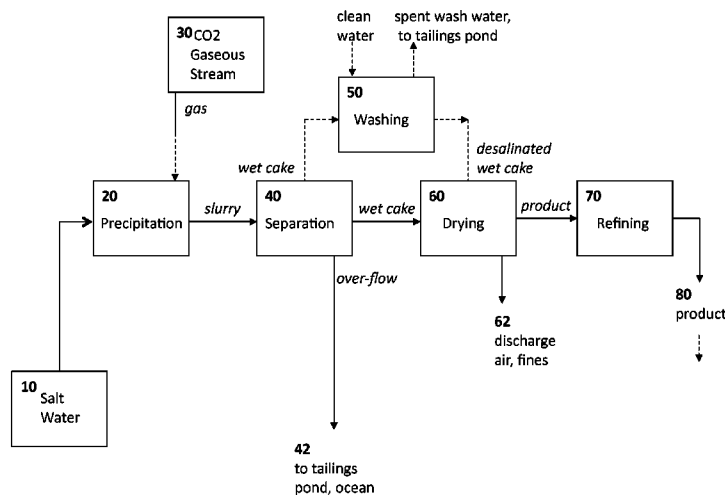 clean
water
spent wash water,
to tailings pond
30 CO2
Gaseous
Stream
gas
50
Washing
wet cake
desalinated
wet cake
20
Precipitation
slurry
40
Separation
wet cake
60
Drying
product
70
Refining
over-flow
62
discharge
air, fines
80
product
10 Salt
Water
42
to tailings
pond, ocean